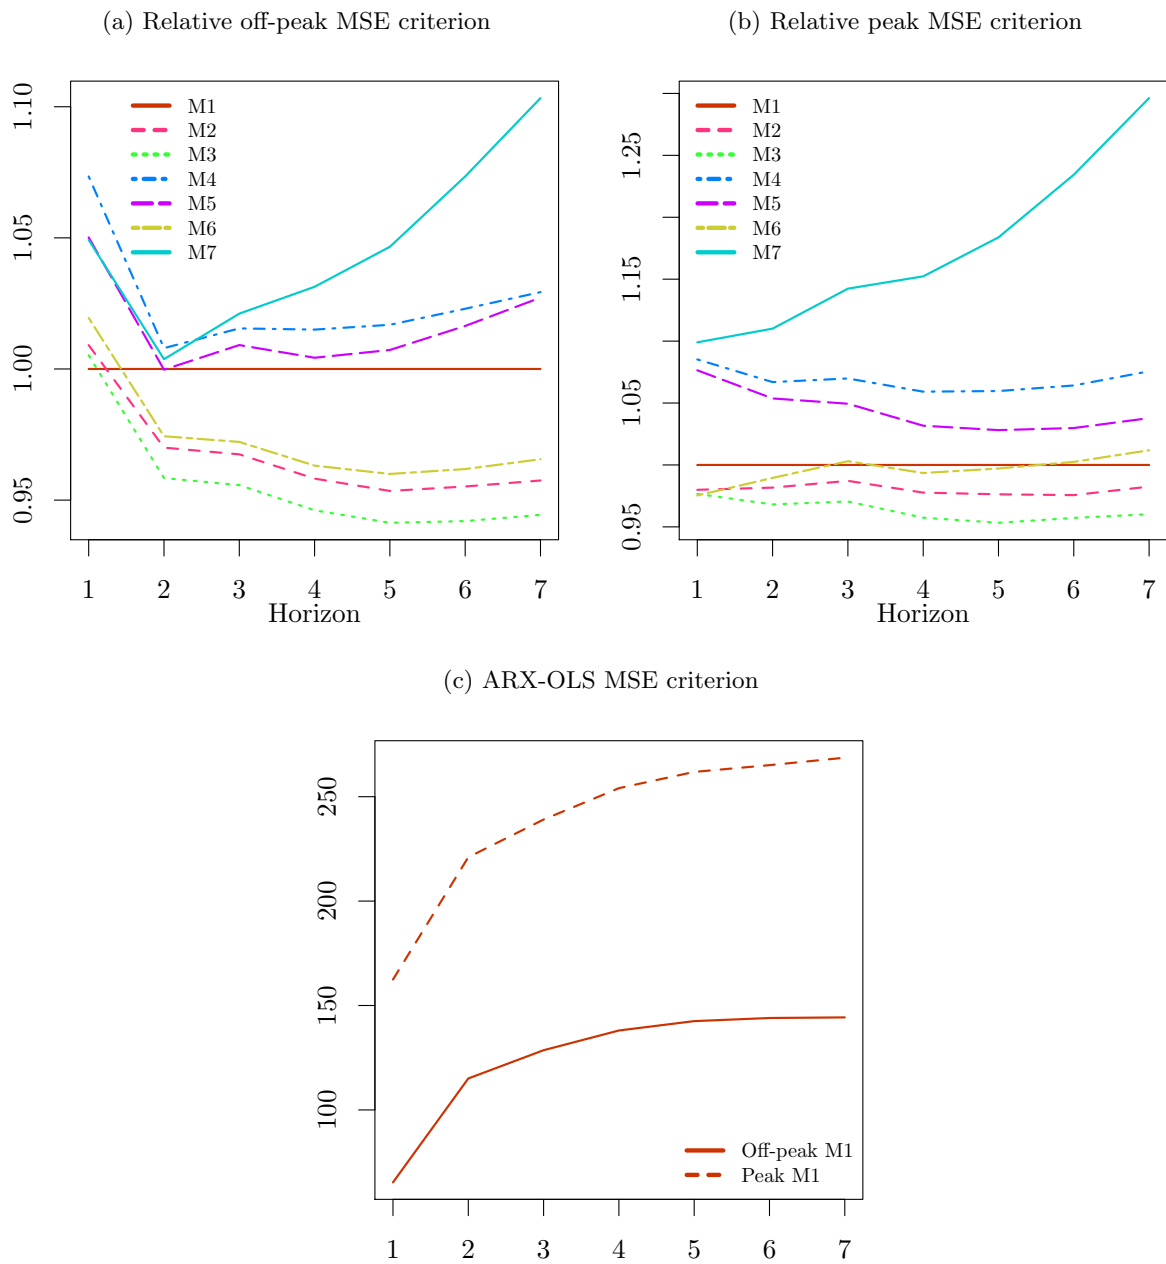 (a) Relative off-peak MSE criterion
1.10
1.05
1.00
0.95
M1
M2
M3
M4
M5
M6
M7
1 2 3 4 5 6 7
Horizon
(b) Relative peak MSE criterion
1.25
1.15
1.05
0.95
M1
M2
M3
M4
M5
M6
M7
1 2 3 4 5 6 7
Horizon
(c) ARX-OLS MSE criterion
250
200
150
100
Off-peak M1
Peak M1
1 2 3 4 5 6 7